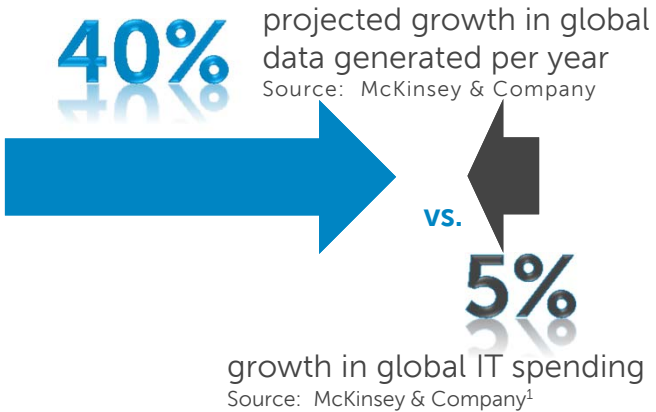 40%
projected growth in global
data generated per year
Source: McKinsey & Company
vs.
5%
growth in global IT spending
Source: McKinsey & Company¹